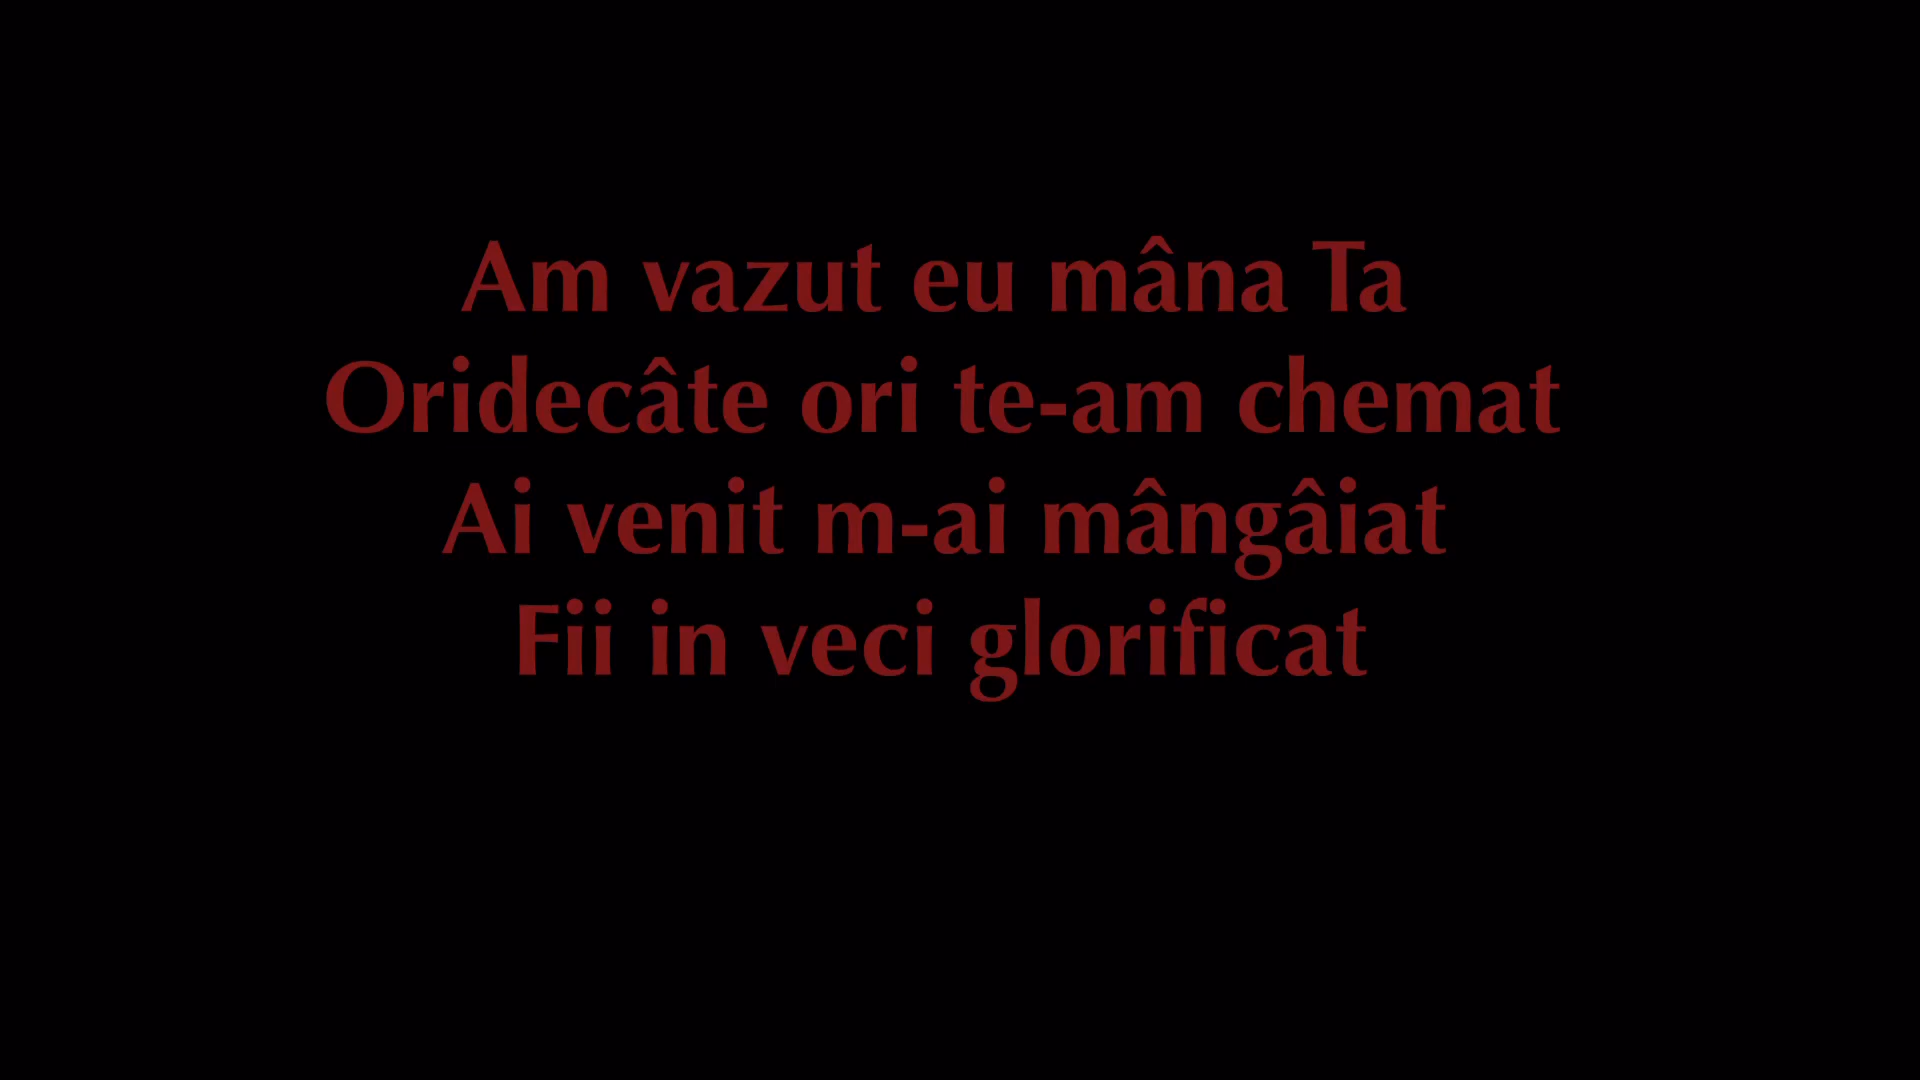 Am vazut eu mâna Ta
Oridecâte ori te-am chemat
Ai venit m-ai mângâiat
Fii in veci glorificat